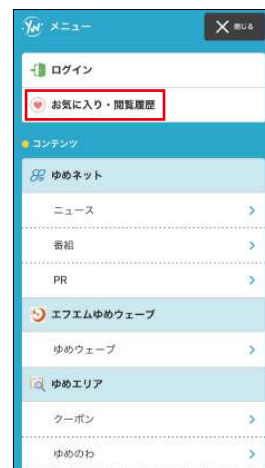 YW メニュー
閉じる
ログイン
お気に入り・閲覧履歴
コンテンツ
ゆめネット
ニュース
番組
PR
エフエムゆめウェーブ
ゆめウェーブ
ゆめエリア
クーポン
ゆめのわ